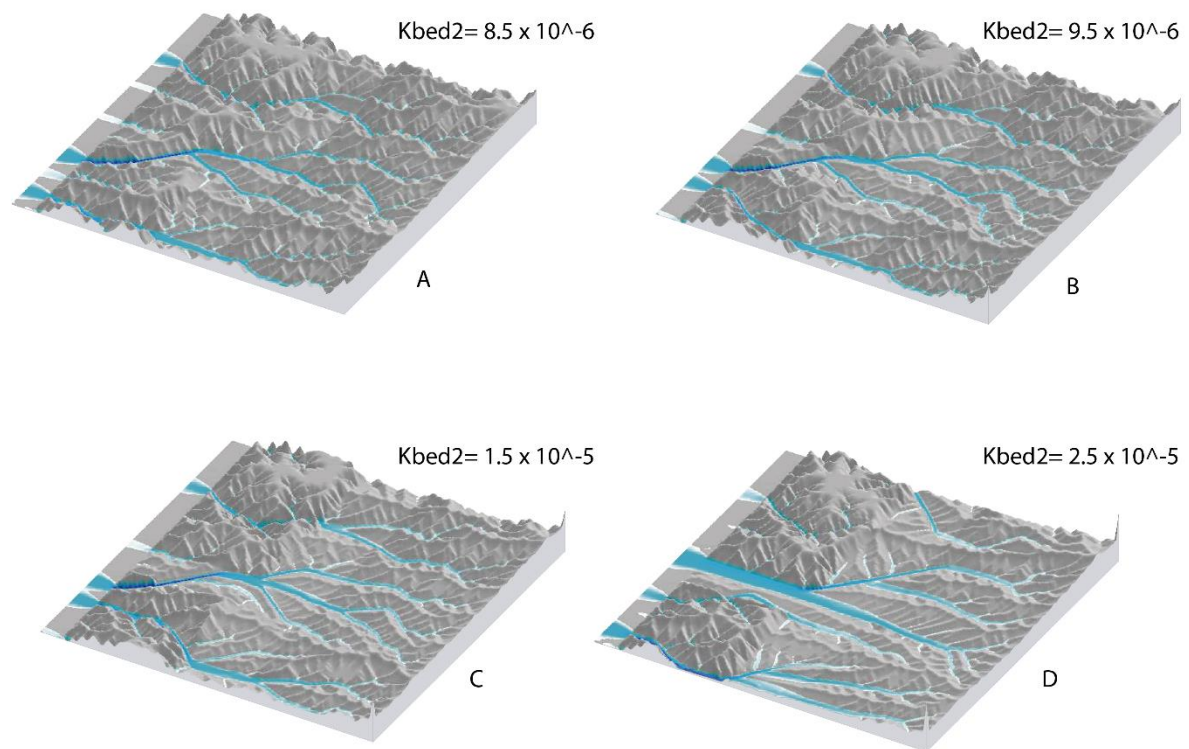 Kbed2= 8.5 x 10^-6
Kbed2= 9.5 x 10^-6
A
B
Kbed2= 1.5 x 10^-5
Kbed2= 2.5 x 10^-5
C
D